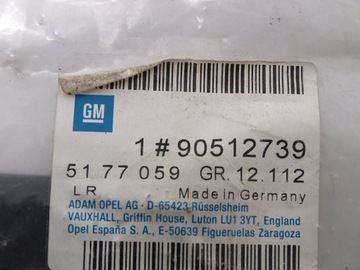 GM
1 # 90512739
51 77 059 GR. 12.112
LR Made in Germany
ADAM OPEL AG · D-65423 Rüsselsheim
VAUXHALL, Griffin House, Luton LU1 3YT, England
Opel España S. A., E-50639 Figueruelas Zaragoza